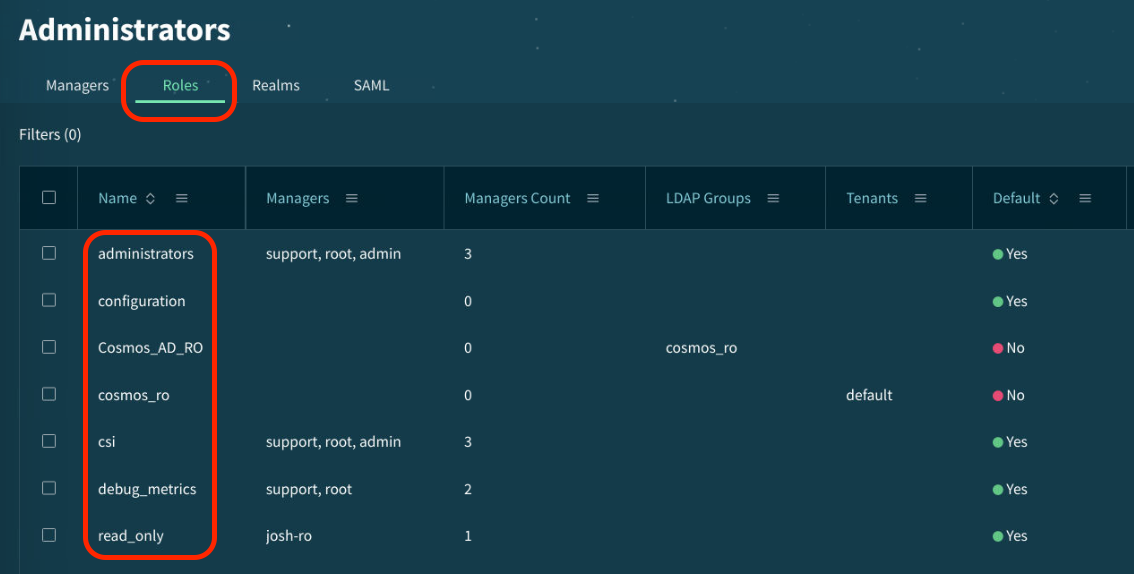 Administrators
Managers Roles Realms SAML
Filters (0)
Name Managers Managers Count LDAP Groups Tenants Default
administrators support, root, admin 3 Yes
configuration 0 Yes
Cosmos_AD_RO 0 cosmos_ro No
cosmos_ro 0 default No
csi support, root, admin 3 Yes
debug_metrics support, root 2 Yes
read_only josh-ro 1 Yes